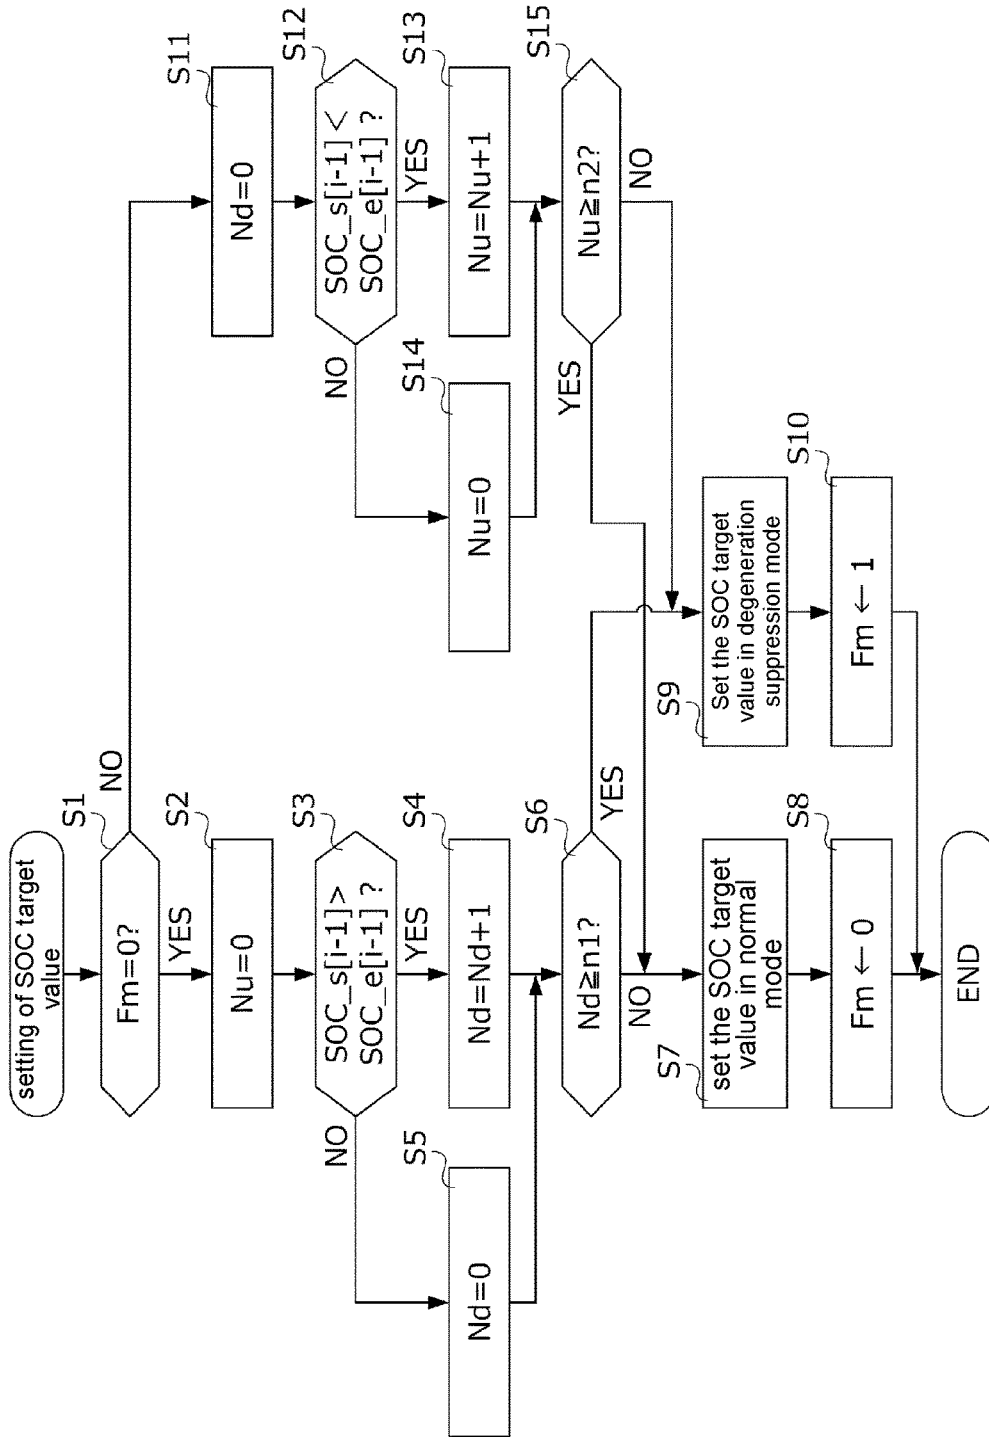 setting of SOC target
value
S1
Fm=0?
NO
YES
S2
Nu=0
S3
SOC_s[i-1]>
SOC_e[i-1] ?
NO
YES
S4
Nd=Nd+1
S5
Nd=0
S6
Nd≧n1?
YES
NO
S7
set the SOC target
value in normal
mode
S8
Fm ← 0
END
S9
Set the SOC target
value in degeneration
suppression mode
S10
Fm ← 1
S11
Nd=0
S12
SOC_s[i-1] <
SOC_e[i-1] ?
NO
YES
S13
Nu=Nu+1
S14
Nu=0
S15
Nu≧n2?
YES
NO